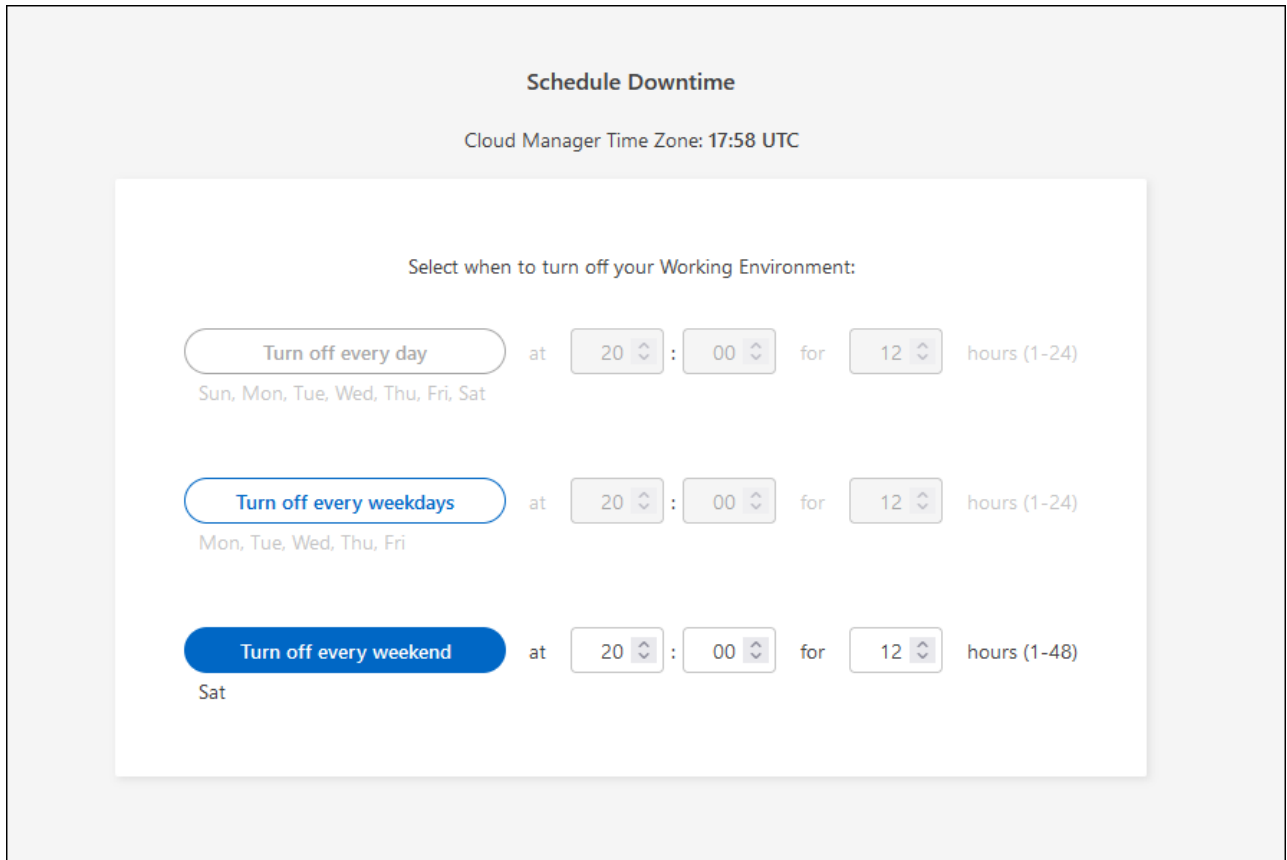 Schedule Downtime
Cloud Manager Time Zone: 17:58 UTC
Select when to turn off your Working Environment:
Turn off every day at 20 : 00 for 12 hours (1-24)
Sun, Mon, Tue, Wed, Thu, Fri, Sat
Turn off every weekdays at 20 : 00 for 12 hours (1-24)
Mon, Tue, Wed, Thu, Fri
Turn off every weekend at 20 : 00 for 12 hours (1-48)
Sat